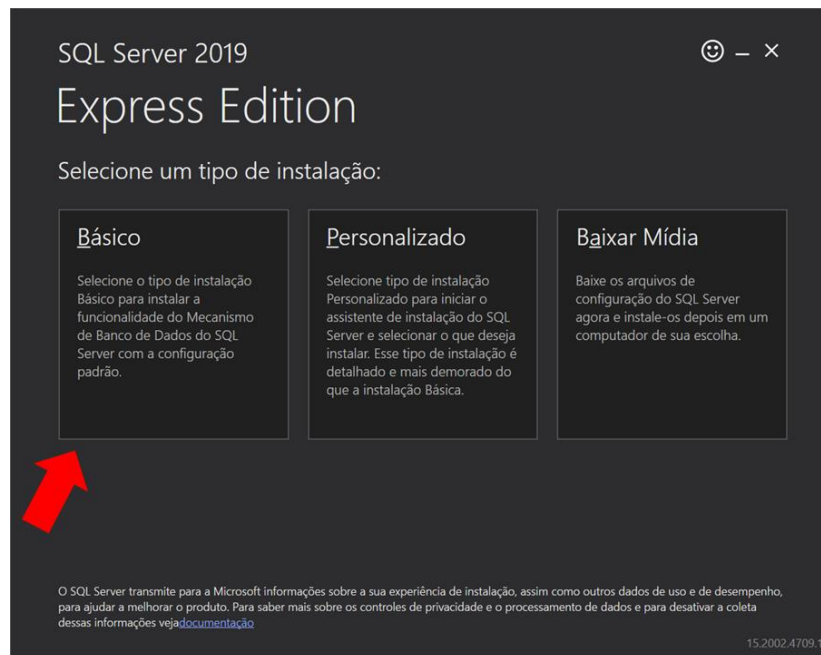 SQL Server 2019
Express Edition
Selecione um tipo de instalação:
Básico
Selecione o tipo de instalação
Básico para instalar a
funcionalidade do Mecanismo
de Banco de Dados do SQL
Server com a configuração
padrão.
Personalizado
Selecione tipo de instalação
Personalizado para iniciar o
assistente de instalação do SQL
Server e selecionar o que deseja
instalar. Esse tipo de instalação é
detalhado e mais demorado do
que a instalação Básica.
Baixar Mídia
Baixe os arquivos de
configuração do SQL Server
agora e instale-os depois em um
computador de sua escolha.
O SQL Server transmite para a Microsoft informações sobre a sua experiência de instalação, assim como outros dados de uso e de desempenho,
para ajudar a melhorar o produto. Para saber mais sobre os controles de privacidade e o processamento de dados e para desativar a coleta
dessas informações vejadocumentação
15.2002.4709.1